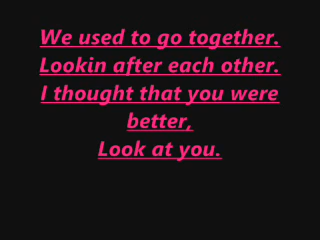 We used to go together.
Lookin after each other.
I thought that you were
better,
Look at you.